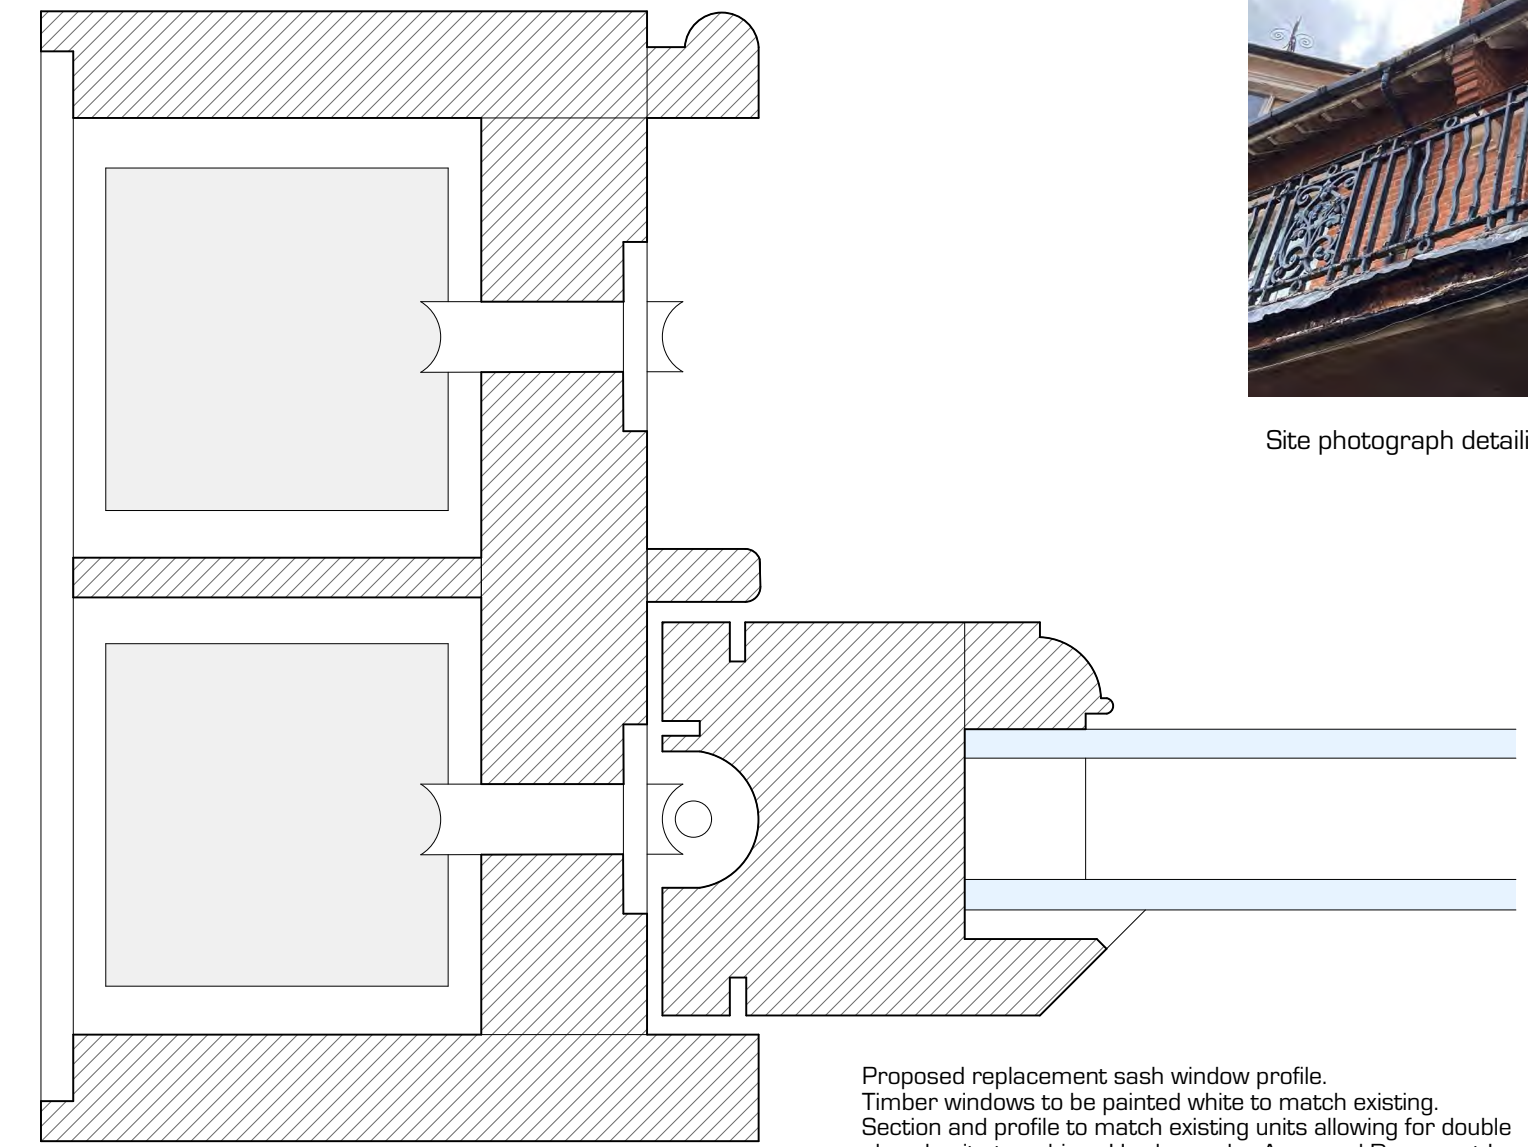 Site photograph
Proposed replacement sash window profile.
Timber windows to be painted white to match existing.
Section and profile to match existing units allowing for double